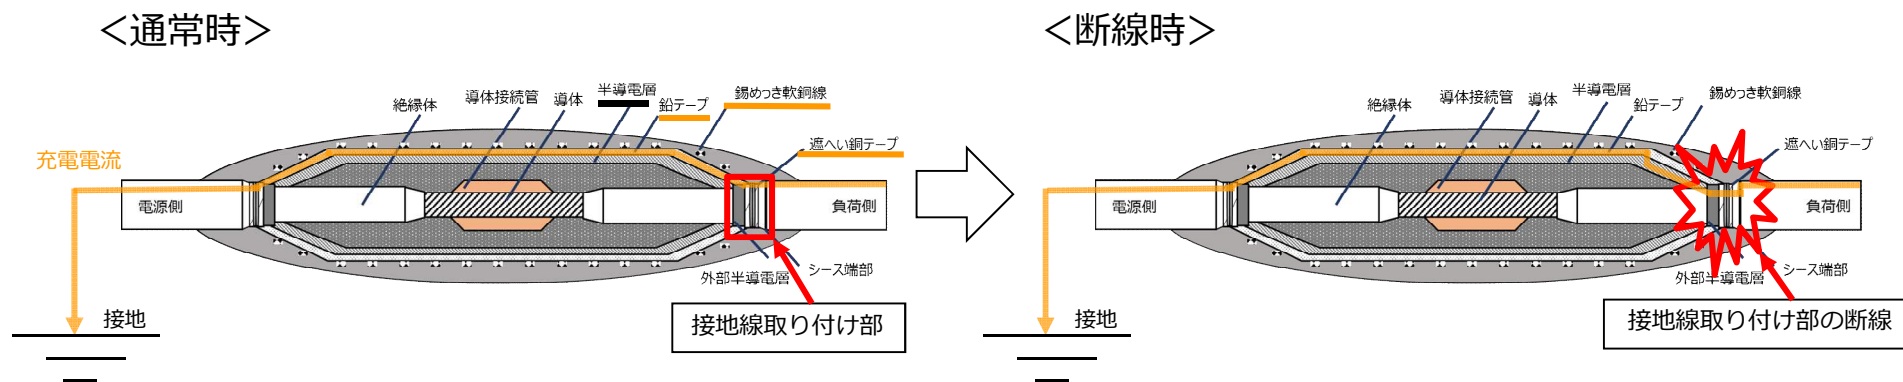 ＜通常時＞
絶縁体
導体接続管
導体
半導電層
鉛テープ
錫めっき軟銅線
遮へい銅テープ
充電電流
電源側
負荷側
外部半導電層
シース端部
接地
接地線取り付け部
＜断線時＞
絶縁体
導体接続管
導体
半導電層
鉛テープ
錫めっき軟銅線
遮へい銅テープ
電源側
負荷側
外部半導電層
シース端部
接地
接地線取り付け部の断線